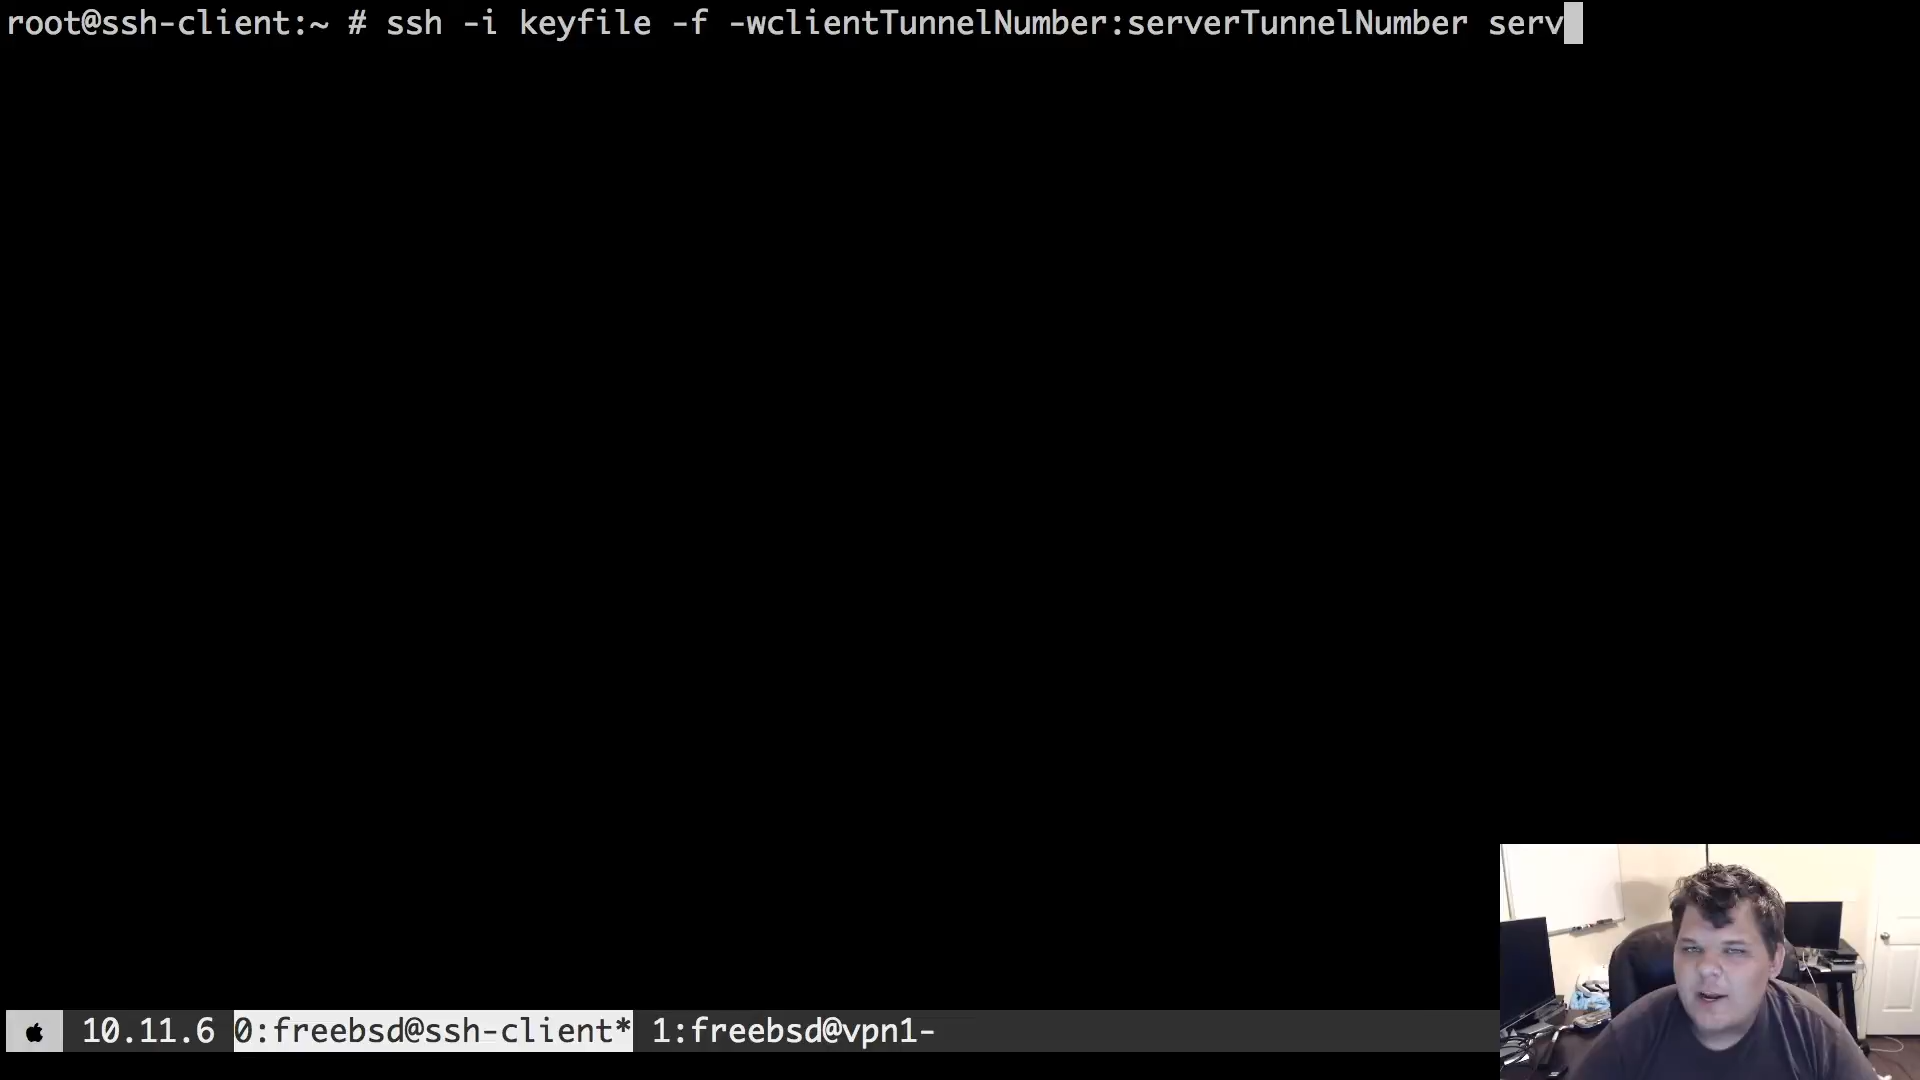 root@ssh-client:~ # ssh -i keyfile -f -wclientTunnelNumber:serverTunnelNumber serv
10.11.6 0:freebsd@ssh-client* 1:freebsd@vpn1-